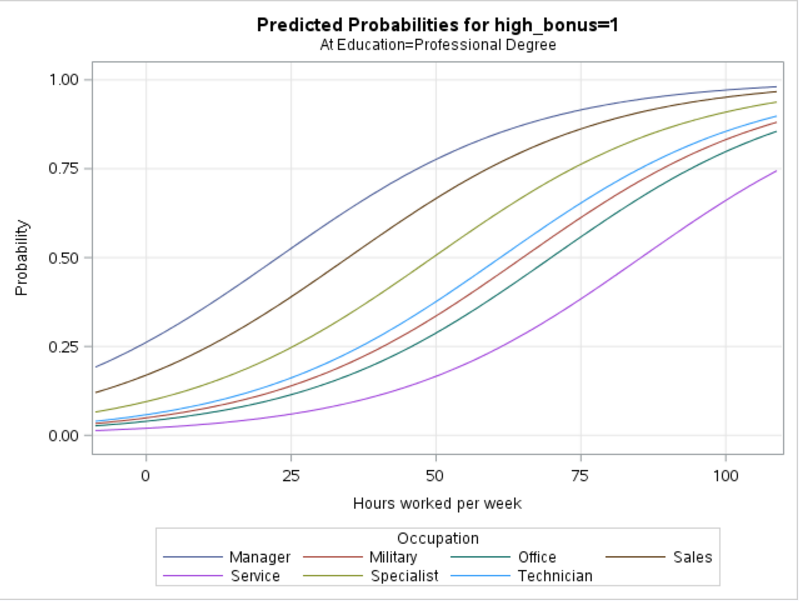 Predicted Probabilities for high_bonus=1
At Education=Professional Degree
1.00
0.75
0.50
0.25
0.00
Probability
0 25 50 75 100
Hours worked per week
Occupation
Manager Military Office Sales
Service Specialist Technician